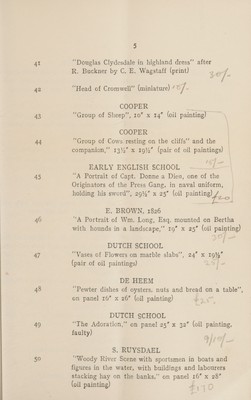 3
41 "Douglas Clydesdale in highland dress" after
R. Buckner by C. E. Wagstaff (print)
42 "Head of Cromwell" (miniature)
COOPER
43 "Group of Sheep", 10" x 14" (oil painting)
COOPER
44 "Group of Cows resting on the cliffs" and the
companion," 13½" x 19½" (pair of oil paintings)
EARLY ENGLISH SCHOOL
45 "A Portrait of Capt. Donne a Dieo, one of the
Originators of the Press Gang, in naval uniform,
holding his sword", 29½" x 25" (oil painting)
£20
E. BROWN, 1826
46 "A Portrait of Wm. Long, Esq. mounted on Bertha
with hounds in a landscape," 19" x 25" (oil painting)
DUTCH SCHOOL
47 "Vases of Flowers on marble slabs", 24" x 19½"
(pair of oil paintings)
DE HEEM
48 "Pewter dishes of oysters, nuts and bread on a table",
on panel 19" x 26" (oil painting)
DUTCH SCHOOL
49 "The Adoration," on panel 25" x 32" (oil painting,
faulty)
S. RUYSDAEL
50 "Woody River Scene with sportsmen in boats and
figures in the water, with buildings and labourers
stacking hay on the banks," on panel 16" x 28"
(oil painting)